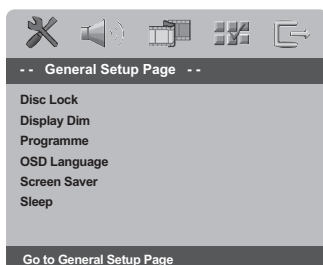 - -  General Setup Page  - -
Disc Lock
Display Dim
Programme
OSD Language
Screen Saver
Sleep
Go to General Setup Page